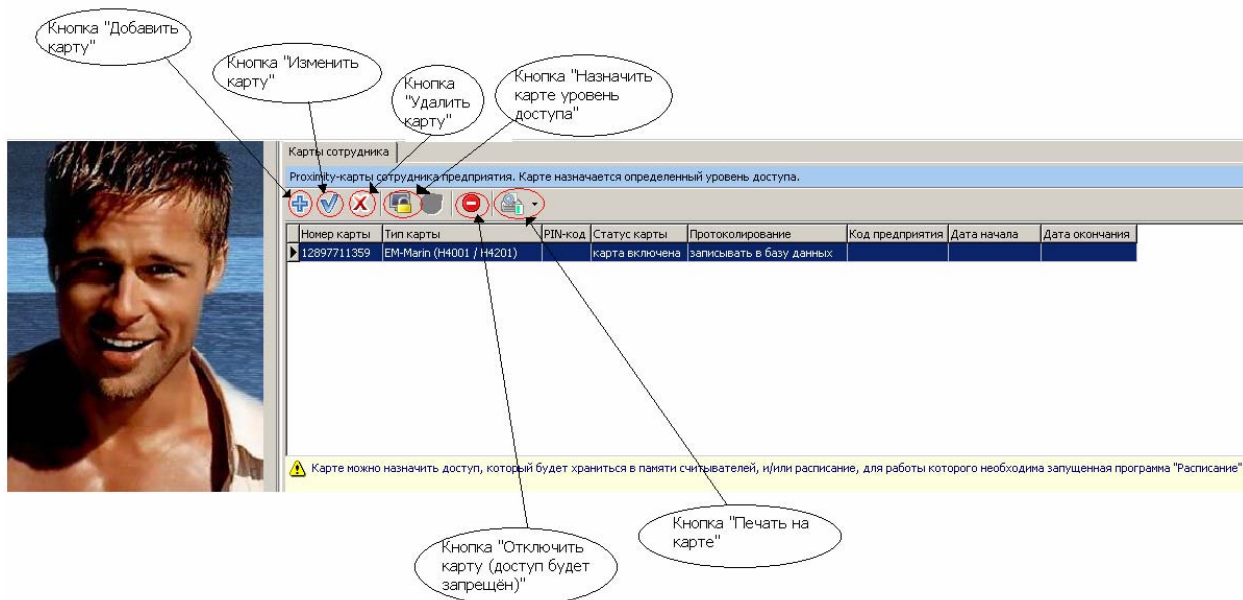 Кнопка "Добавить
карту"
Кнопка "Изменить
карту"
Кнопка
"Удалить
карту"
Кнопка "Назначить
карте уровень
доступа"
Карты сотрудника
Proximity-карты сотрудника предприятия. Карте назначается определенный уровень доступа.
Номер карты Тип карты PIN-код Статус карты Протоколирование Код предприятия Дата начала Дата окончания
12897711359 EM-Marin (H4001 / H4201) карта включена записывать в базу данных
Карте можно назначить доступ, который будет храниться в памяти считывателей, и/или расписание, для работы которого необходима запущенная программа "Расписание"
Кнопка "Печать на
карте"
Кнопка "Отключить
карту (доступ будет
запрещён)"